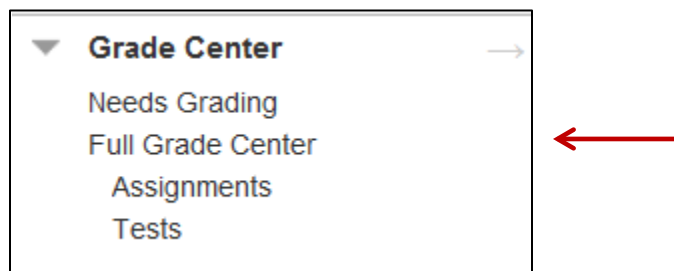 Grade Center
Needs Grading
Full Grade Center
Assignments
Tests